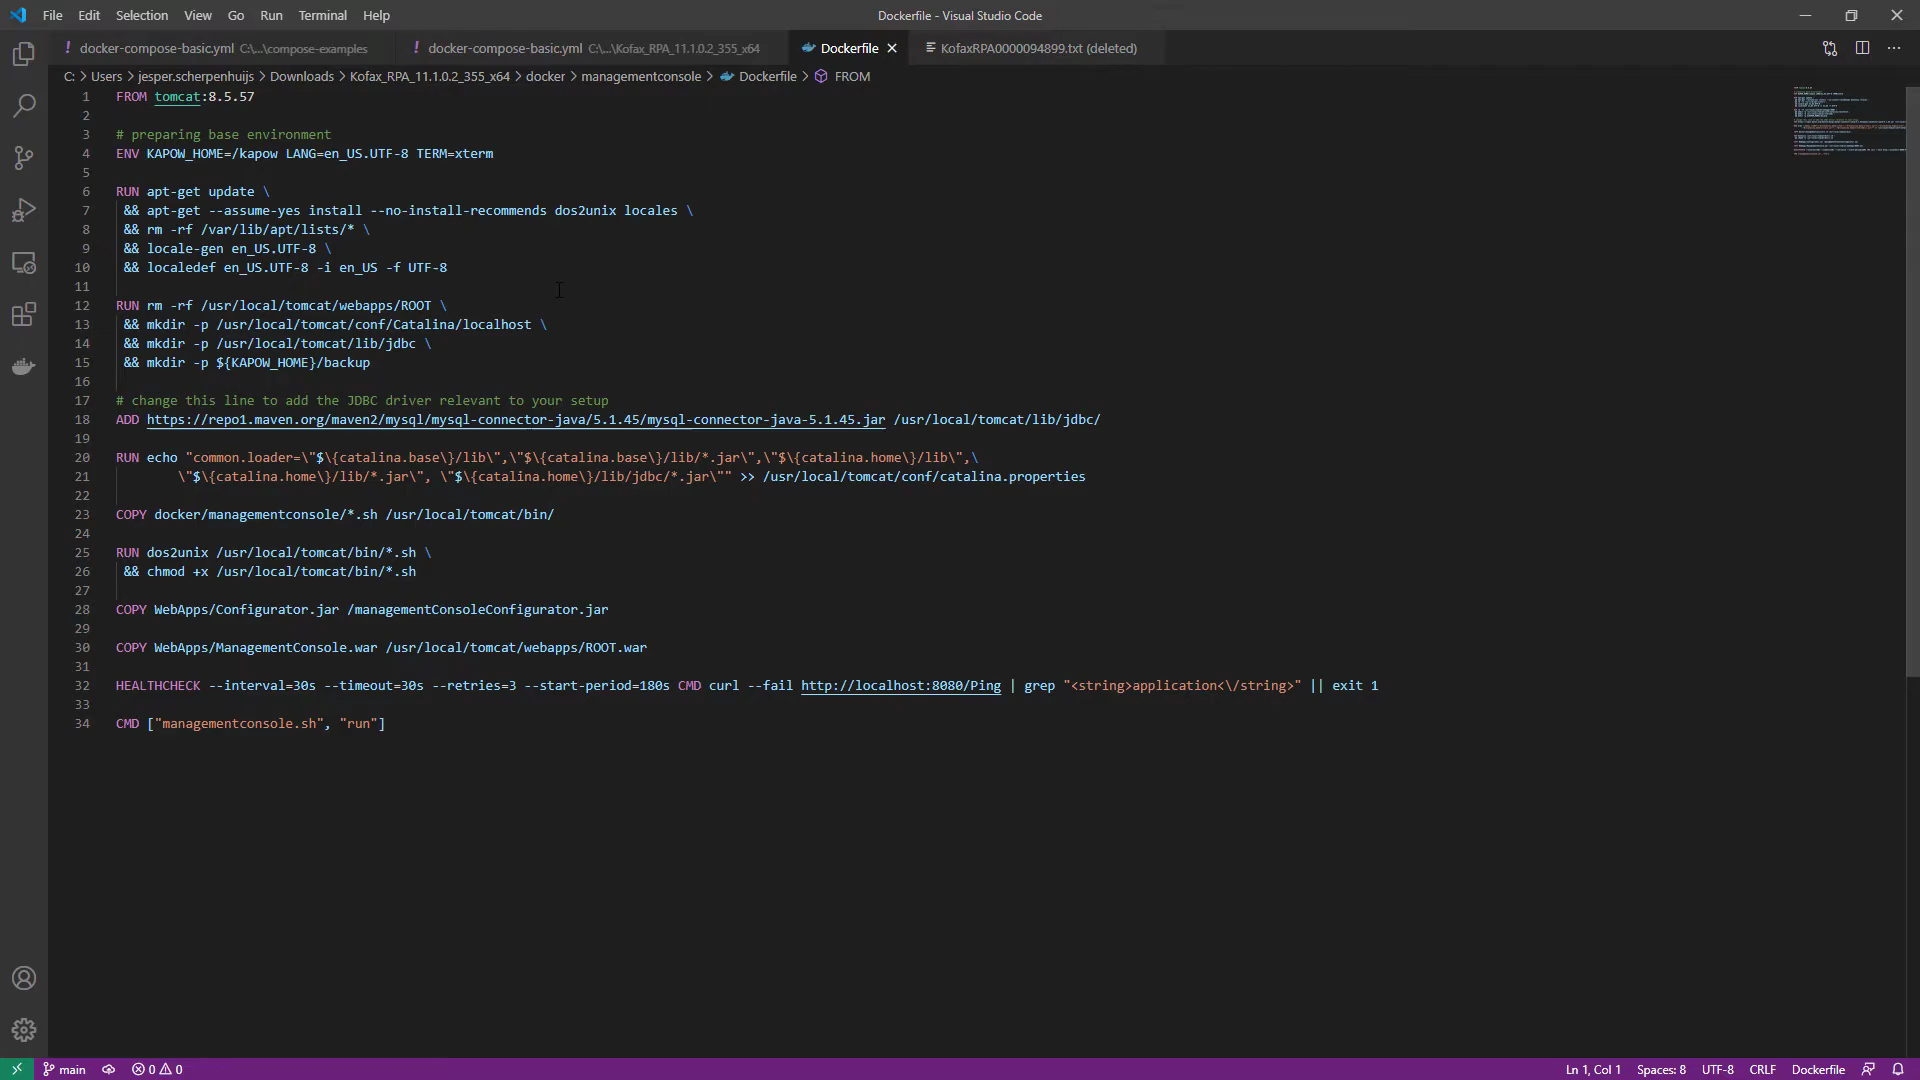 File Edit Selection View Go Run Terminal Help
Dockerfile - Visual Studio Code
! docker-compose-basic.yml C:\...\compose-examples
! docker-compose-basic.yml C:\...\Kofax_RPA_11.1.0.2_355_x64
Dockerfile
KofaxRPA0000094899.txt (deleted)
C: > Users > jesper.scherpenhuijs > Downloads > Kofax_RPA_11.1.0.2_355_x64 > docker > managementconsole > Dockerfile > FROM
1 FROM tomcat:8.5.57
2
3 # preparing base environment
4 ENV KAPOW_HOME=/kapow LANG=en_US.UTF-8 TERM=xterm
5
6 RUN apt-get update \
7 && apt-get --assume-yes install --no-install-recommends dos2unix locales \
8 && rm -rf /var/lib/apt/lists/* \
9 && locale-gen en_US.UTF-8 \
10 && localedef en_US.UTF-8 -i en_US -f UTF-8
11
12 RUN rm -rf /usr/local/tomcat/webapps/ROOT \
13 && mkdir -p /usr/local/tomcat/conf/Catalina/localhost \
14 && mkdir -p /usr/local/tomcat/lib/jdbc \
15 && mkdir -p ${KAPOW_HOME}/backup
16
17 # change this line to add the JDBC driver relevant to your setup
18 ADD https://repo1.maven.org/maven2/mysql/mysql-connector-java/5.1.45/mysql-connector-java-5.1.45.jar /usr/local/tomcat/lib/jdbc/
19
20 RUN echo "common.loader=\"$\{catalina.base\}/lib\",\"$\{catalina.base\}/lib/*.jar\",\"$\{catalina.home\}/lib\",\
21 \"$\{catalina.home\}/lib/*.jar\", \"$\{catalina.home\}/lib/jdbc/*.jar\"" >> /usr/local/tomcat/conf/catalina.properties
22
23 COPY docker/managementconsole/*.sh /usr/local/tomcat/bin/
24
25 RUN dos2unix /usr/local/tomcat/bin/*.sh \
26 && chmod +x /usr/local/tomcat/bin/*.sh
27
28 COPY WebApps/Configurator.jar /managementConsoleConfigurator.jar
29
30 COPY WebApps/ManagementConsole.war /usr/local/tomcat/webapps/ROOT.war
31
32 HEALTHCHECK --interval=30s --timeout=30s --retries=3 --start-period=180s CMD curl --fail http://localhost:8080/Ping | grep "<string>application<\/string>" || exit 1
33
34 CMD ["managementconsole.sh", "run"]
main 0 0 Ln 1, Col 1 Spaces: 8 UTF-8 CRLF Dockerfile